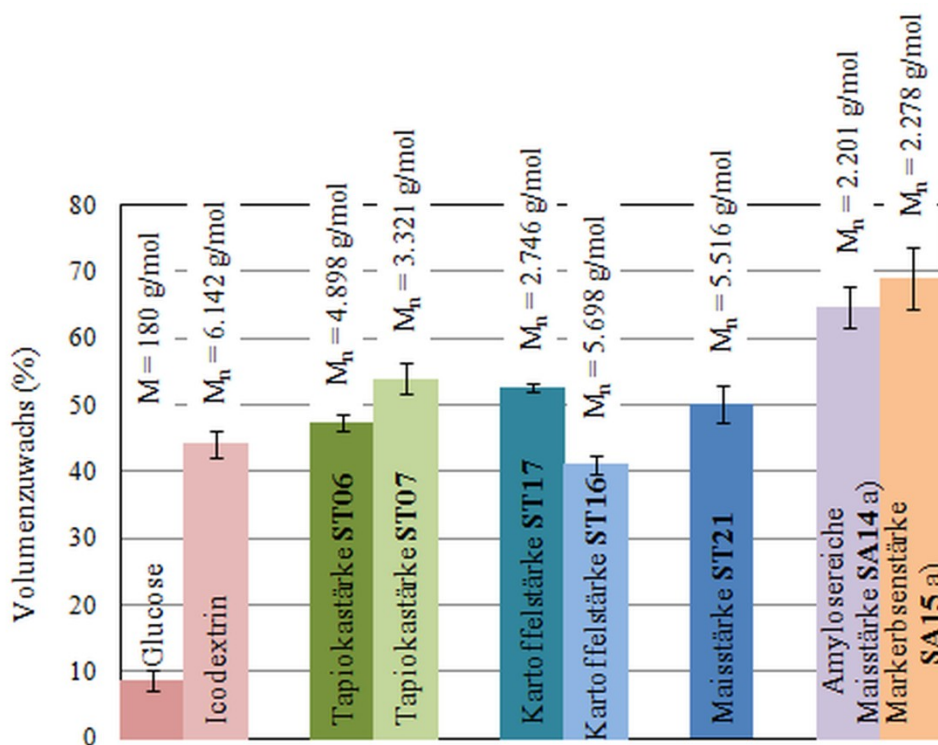 Volumenzuwachs (%)
80
70
60
50
40
30
20
10
0
M = 180 g/mol
Glucose
Mn = 6.142 g/mol
Icodextrin
Mn = 4.898 g/mol
Tapiokastärke ST06
Mn = 3.321 g/mol
Tapiokastärke ST07
Mn = 2.746 g/mol
Kartoffelstärke ST17
Mn = 5.698 g/mol
Kartoffelstärke ST16
Mn = 5.516 g/mol
Maisstärke ST21
Mn = 2.201 g/mol
Amylosereiche
Maisstärke SA14 a)
Mn = 2.278 g/mol
Markerbsenstärke
SA15 a)